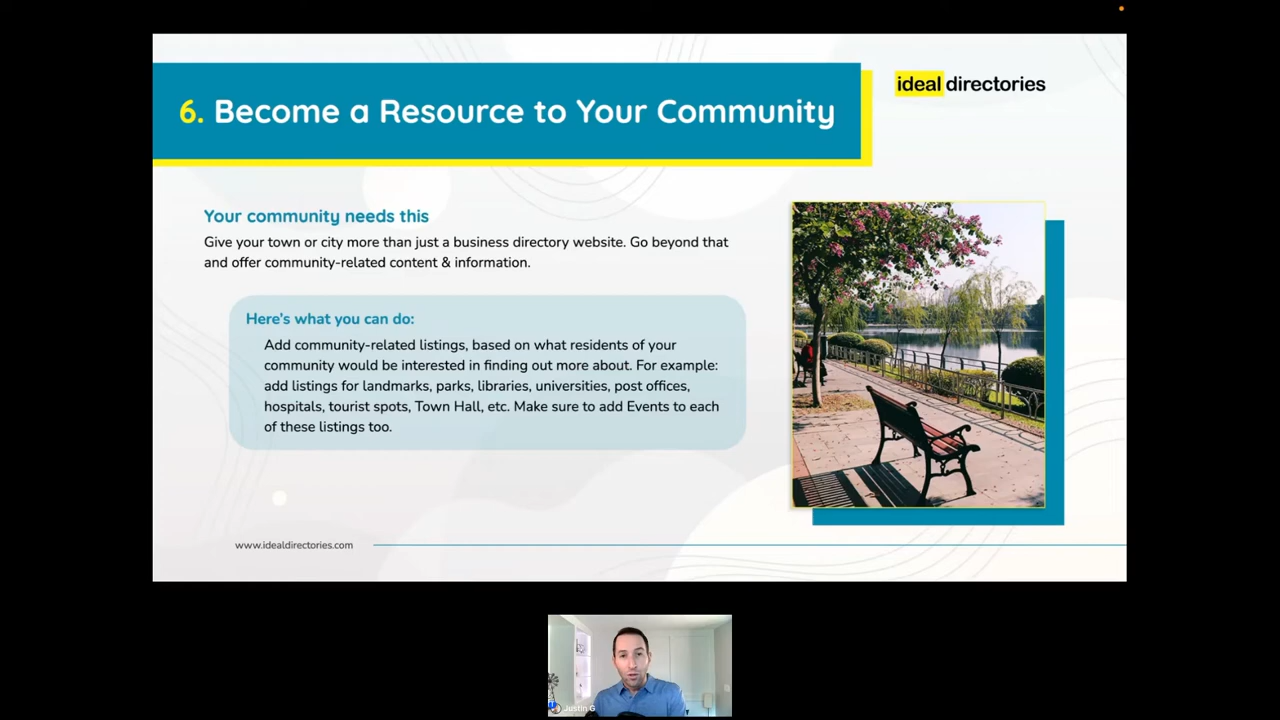 6. Become a Resource to Your Community
ideal directories
Your community needs this
Give your town or city more than just a business directory website. Go beyond that
and offer community-related content & information.
Here's what you can do:
Add community-related listings, based on what residents of your
community would be interested in finding out more about. For example:
add listings for landmarks, parks, libraries, universities, post offices,
hospitals, tourist spots, Town Hall, etc. Make sure to add Events to each
of these listings too.
www.idealdirectories.com
Justin G